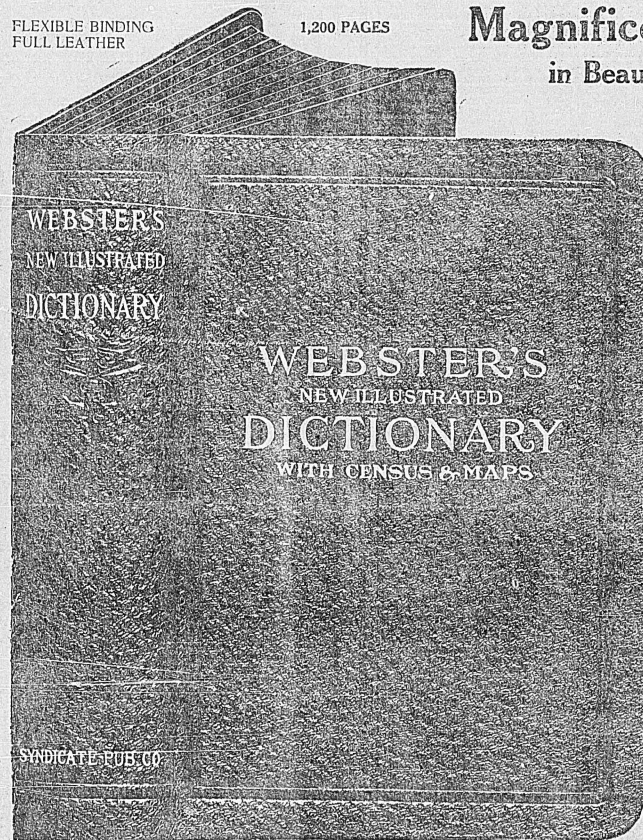 FLEXIBLE BINDING
FULL LEATHER
1,200 PAGES
Magnific
in Beau
WEBSTER'S
NEW ILLUSTRATED
DICTIONARY
WEBSTER'S
NEW ILLUSTRATED
DICTIONARY
WITH CENSUS & MAPS
SYNDICATE PUB. CO.